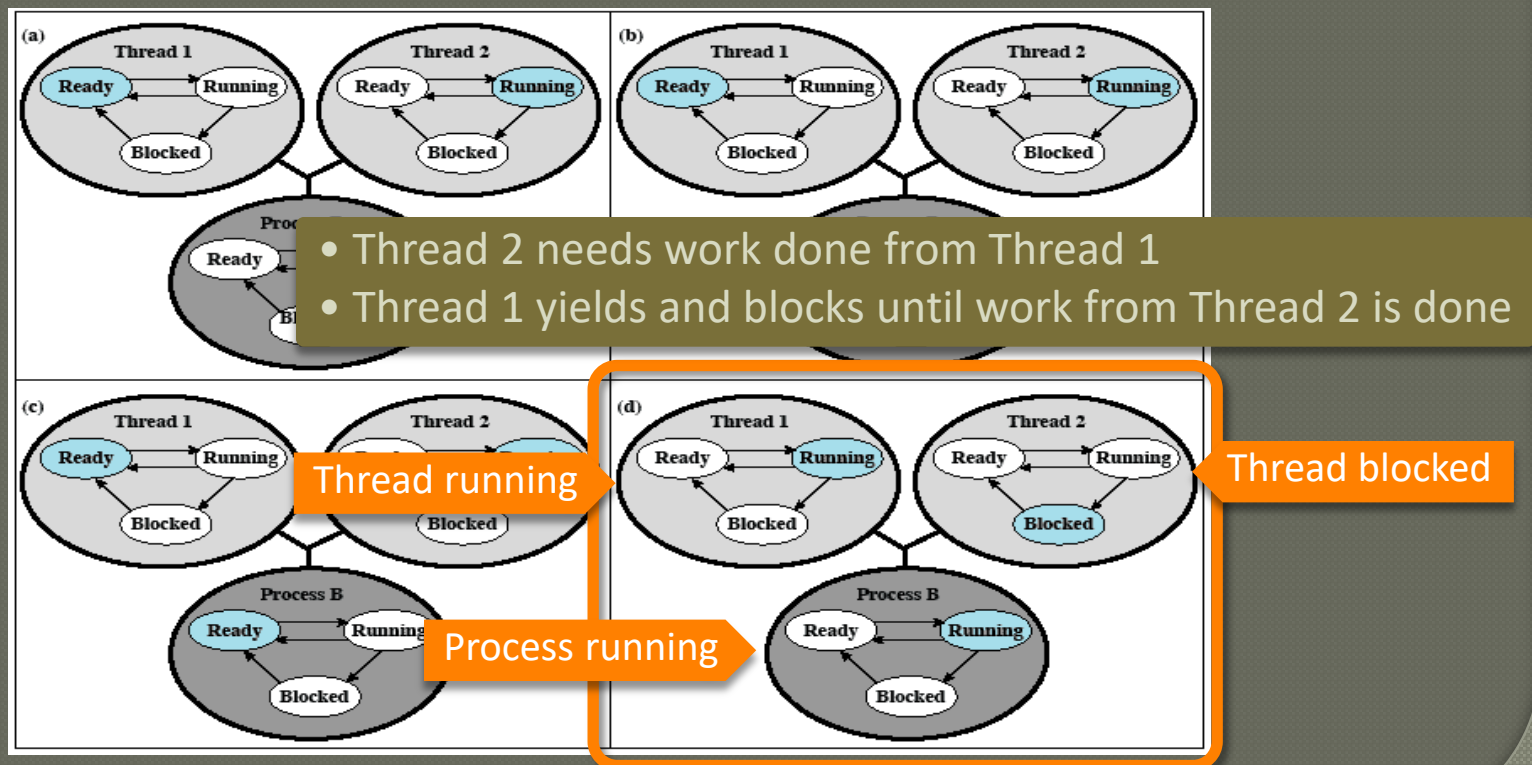 (a)
Thread 1
Thread 2
Ready
Running
Ready
Running
Blocked
Blocked
Ready
(b)
Thread 1
Thread 2
Ready
Running
Ready
Running
Blocked
Blocked
• Thread 2 needs work done from Thread 1
• Thread 1 yields and blocks until work from Thread 2 is done
(c)
Thread 1
Thread 2
Ready
Running
Thread running
Blocked
Blocked
Process B
Ready
Running
Blocked
Process running
(d)
Thread 1
Thread 2
Ready
Running
Ready
Running
Blocked
Blocked
Thread blocked
Process B
Ready
Running
Blocked